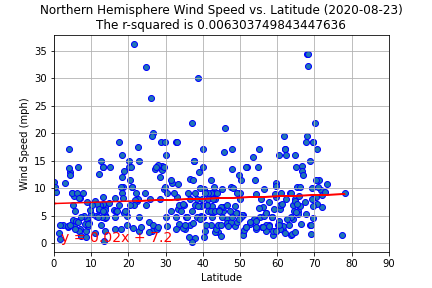 Northern Hemisphere Wind Speed vs. Latitude (2020-08-23)
The r-squared is 0.006303749843447636
Wind Speed (mph)
35
30
25
20
15
10
5
0
y = 0.02x + 7.2
0 10 20 30 40 50 60 70 80 90
Latitude